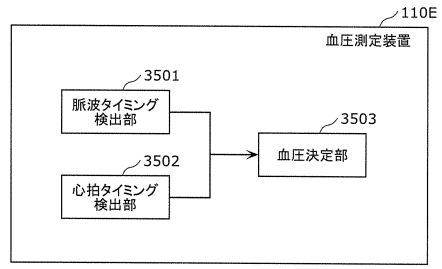 110E
血圧測定装置
3501
脈波タイミング
検出部
3502
心拍タイミング
検出部
3503
血圧決定部